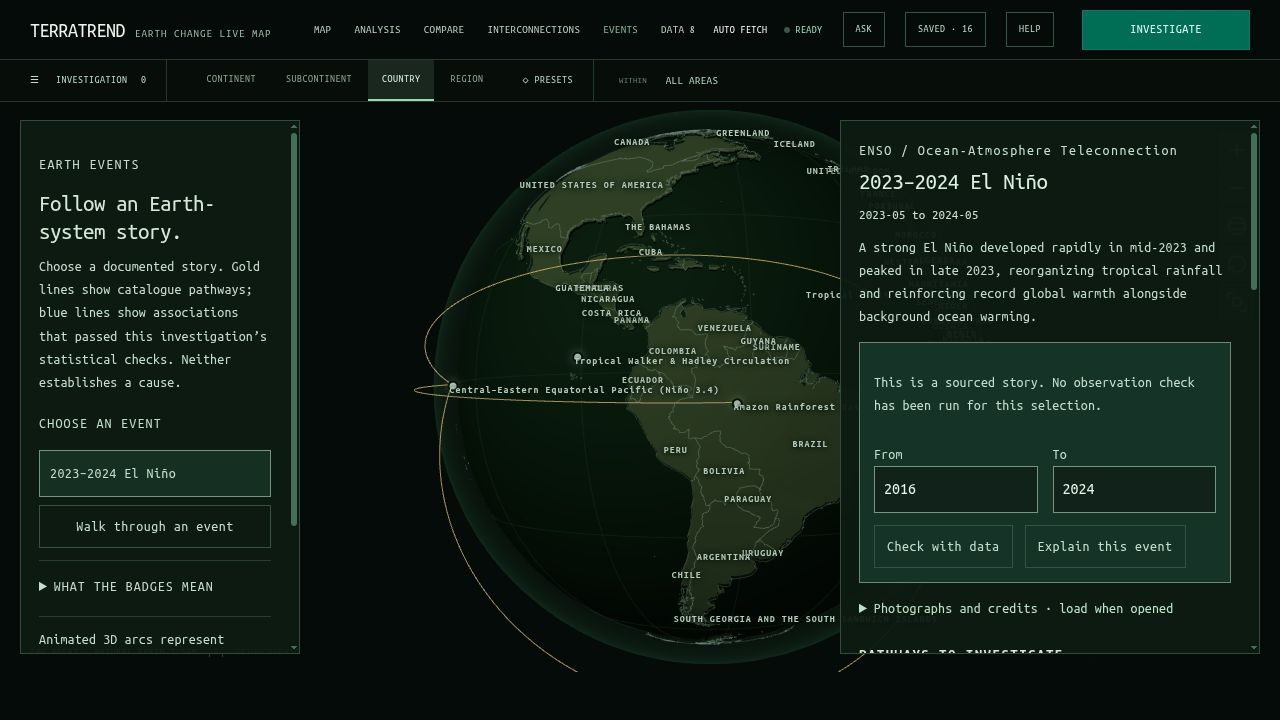 TERRATREND EARTH CHANGE LIVE MAP MAP ANALYSIS COMPARE INTERCONNECTIONS EVENTS DATA & AUTO FETCH READY ASK SAVED · 16 HELP INVESTIGATE
☰ INVESTIGATION 0 CONTINENT SUBCONTINENT COUNTRY REGION ◇ PRESETS WITHIN ALL AREAS
EARTH EVENTS
Follow an Earth-
system story.
Choose a documented story. Gold
lines show catalogue pathways;
blue lines show associations
that passed this investigation's
statistical checks. Neither
establishes a cause.
CHOOSE AN EVENT
2023–2024 El Niño
Walk through an event
▶ WHAT THE BADGES MEAN
Animated 3D arcs represent
GREENLAND
CANADA
ICELAND
UNITED STATES OF AMERICA
THE BAHAMAS
MEXICO
CUBA
GUATEMALA
NICARAGUA
COSTA RICA
PANAMA
VENEZUELA
GUYANA
SURINAME
COLOMBIA
Tropical Walker & Hadley Circulation
ECUADOR
Central–Eastern Equatorial Pacific (Niño 3.4)
Amazon Rainforest
BRAZIL
PERU
BOLIVIA
PARAGUAY
URUGUAY
ARGENTINA
CHILE
SOUTH GEORGIA AND THE SOUTH SANDWICH ISLANDS
Tropical
ENSO / Ocean-Atmosphere Teleconnection
2023–2024 El Niño
2023-05 to 2024-05
A strong El Niño developed rapidly in mid-2023 and
peaked in late 2023, reorganizing tropical rainfall
and reinforcing record global warmth alongside
background ocean warming.
This is a sourced story. No observation check
has been run for this selection.
From To
2016 2024
Check with data Explain this event
▶ Photographs and credits · load when opened
PATHWAYS TO INVESTIGATE